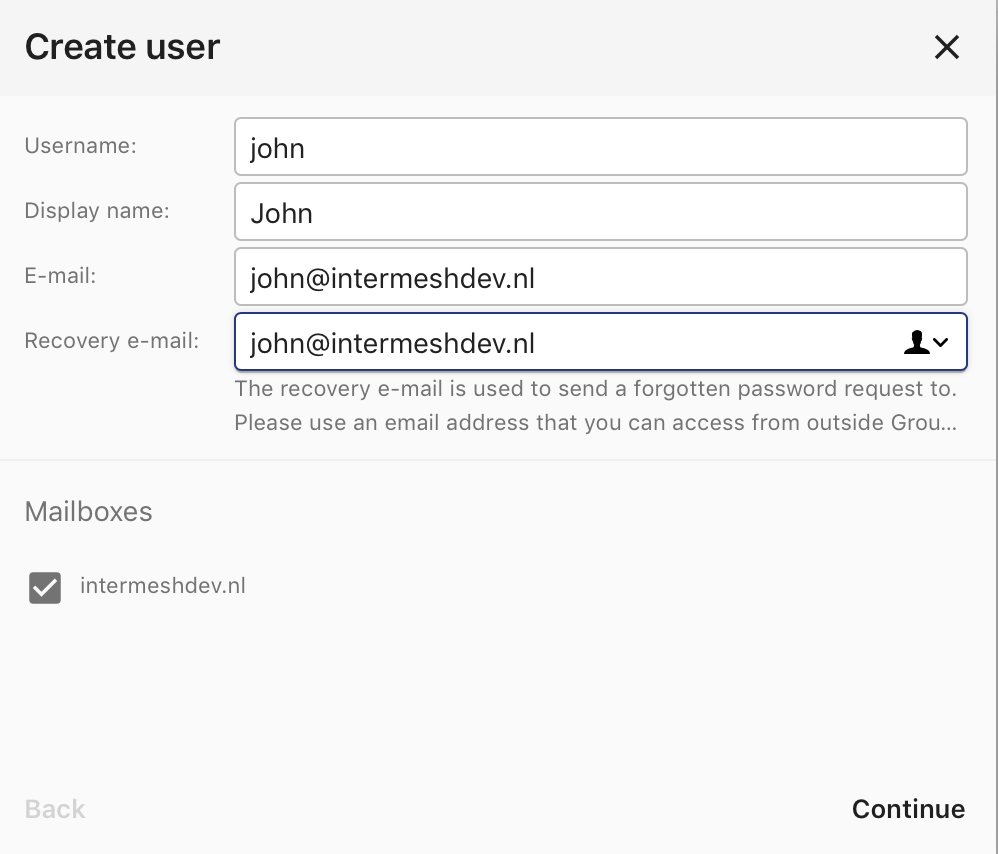 Create user
Username:
john
Display name:
John
E-mail:
john@intermeshdev.nl
Recovery e-mail:
john@intermeshdev.nl
The recovery e-mail is used to send a forgotten password request to.
Please use an email address that you can access from outside Grou...
Mailboxes
intermeshdev.nl
Back
Continue